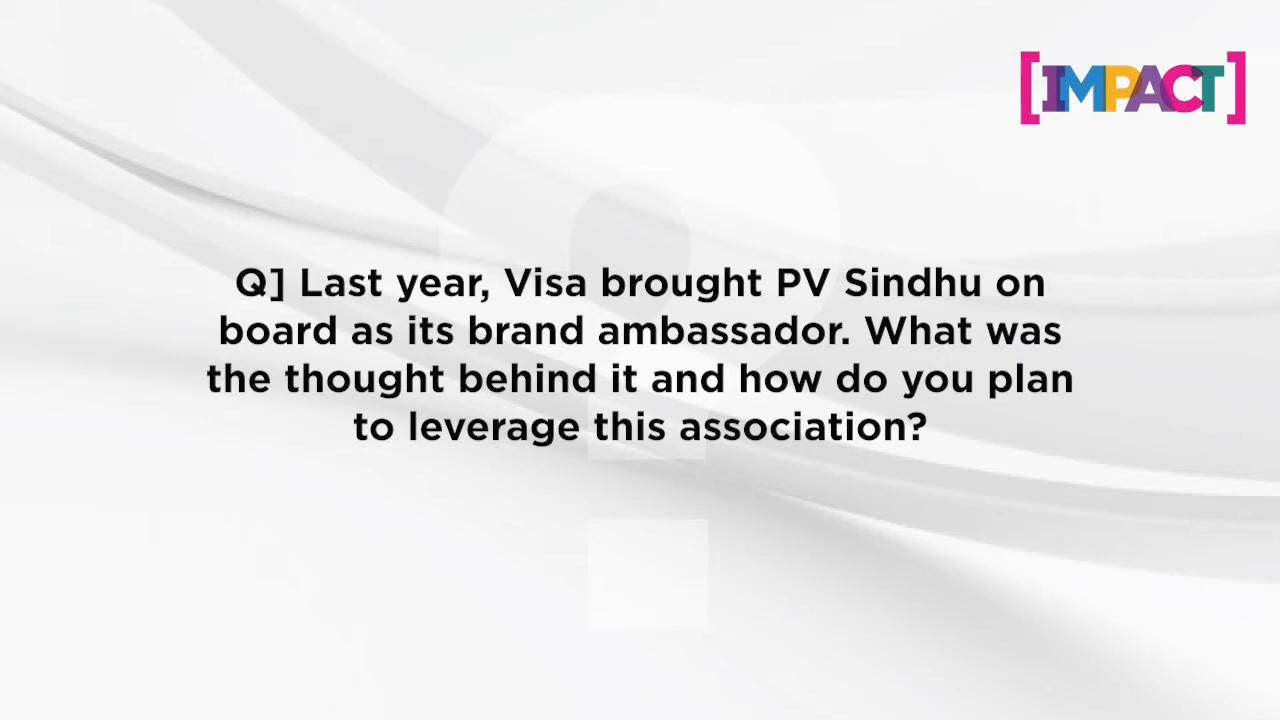 [IMPACT]
Q] Last year, Visa brought PV Sindhu on
board as its brand ambassador. What was
the thought behind it and how do you plan
to leverage this association?